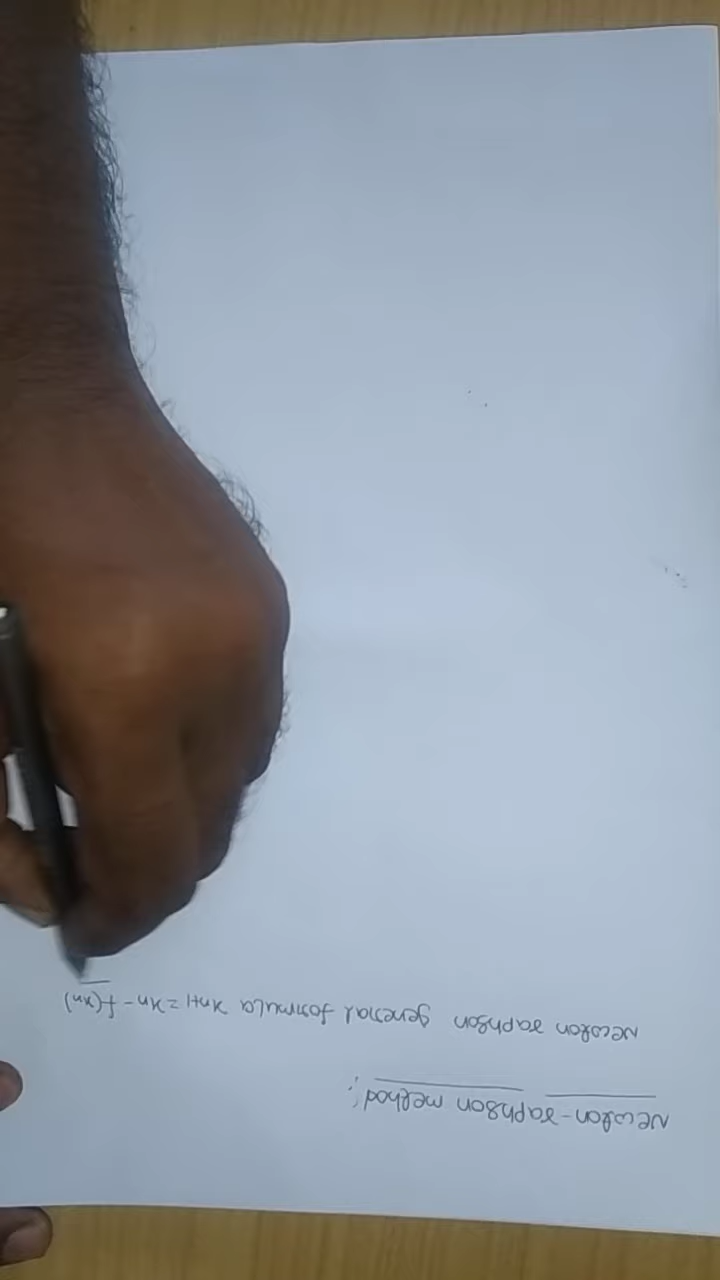 Newton-raphson method;
Newton raphson general formula xn+1 = xn - f(xn)